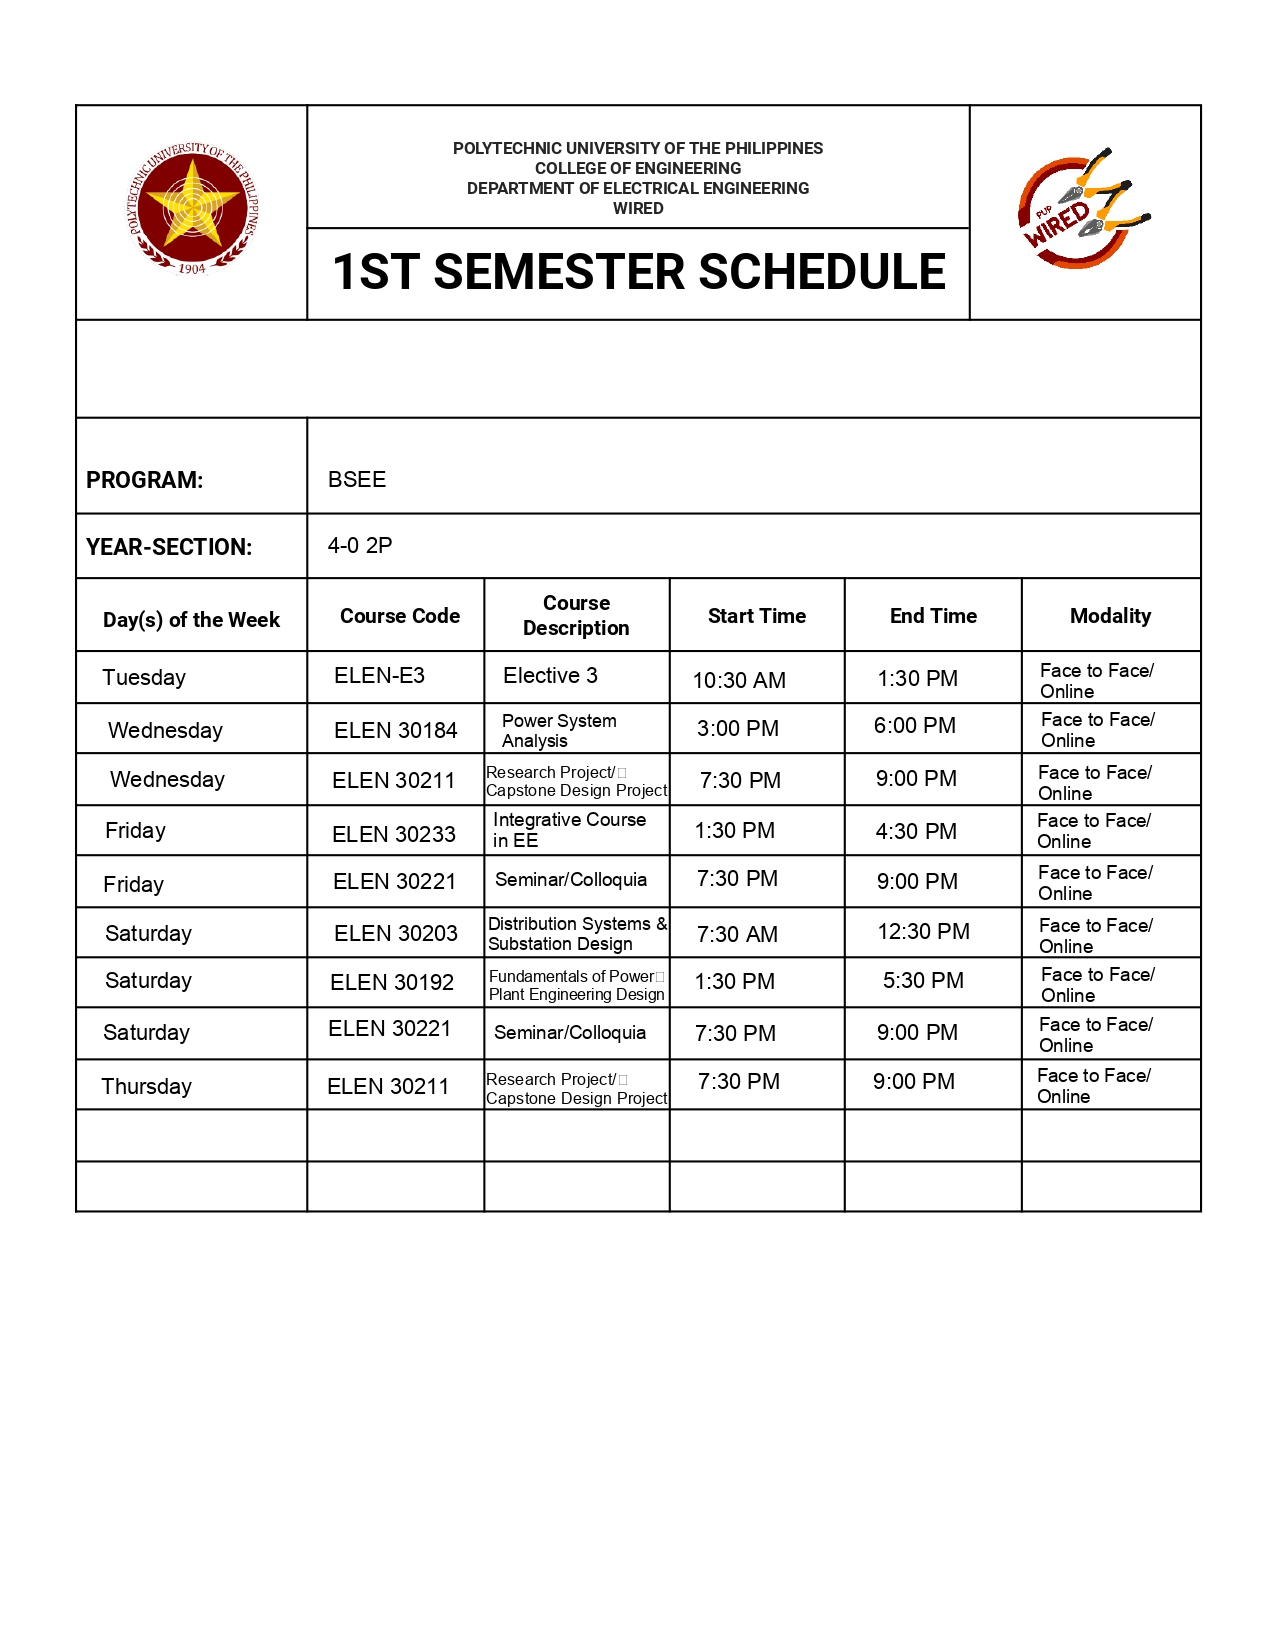 POLYTECHNIC UNIVERSITY OF THE PHILIPPINES
1904
POLYTECHNIC UNIVERSITY OF THE PHILIPPINES
COLLEGE OF ENGINEERING
DEPARTMENT OF ELECTRICAL ENGINEERING
WIRED
1ST SEMESTER SCHEDULE
PUP
WIRED
PROGRAM: BSEE
YEAR-SECTION: 4-0 2P
Day(s) of the Week Course Code Course Description Start Time End Time Modality
Tuesday ELEN-E3 Elective 3 10:30 AM 1:30 PM Face to Face/ Online
Wednesday ELEN 30184 Power System Analysis 3:00 PM 6:00 PM Face to Face/ Online
Wednesday ELEN 30211 Research Project/ Capstone Design Project 7:30 PM 9:00 PM Face to Face/ Online
Friday ELEN 30233 Integrative Course in EE 1:30 PM 4:30 PM Face to Face/ Online
Friday ELEN 30221 Seminar/Colloquia 7:30 PM 9:00 PM Face to Face/ Online
Saturday ELEN 30203 Distribution Systems & Substation Design 7:30 AM 12:30 PM Face to Face/ Online
Saturday ELEN 30192 Fundamentals of Power Plant Engineering Design 1:30 PM 5:30 PM Face to Face/ Online
Saturday ELEN 30221 Seminar/Colloquia 7:30 PM 9:00 PM Face to Face/ Online
Thursday ELEN 30211 Research Project/ Capstone Design Project 7:30 PM 9:00 PM Face to Face/ Online